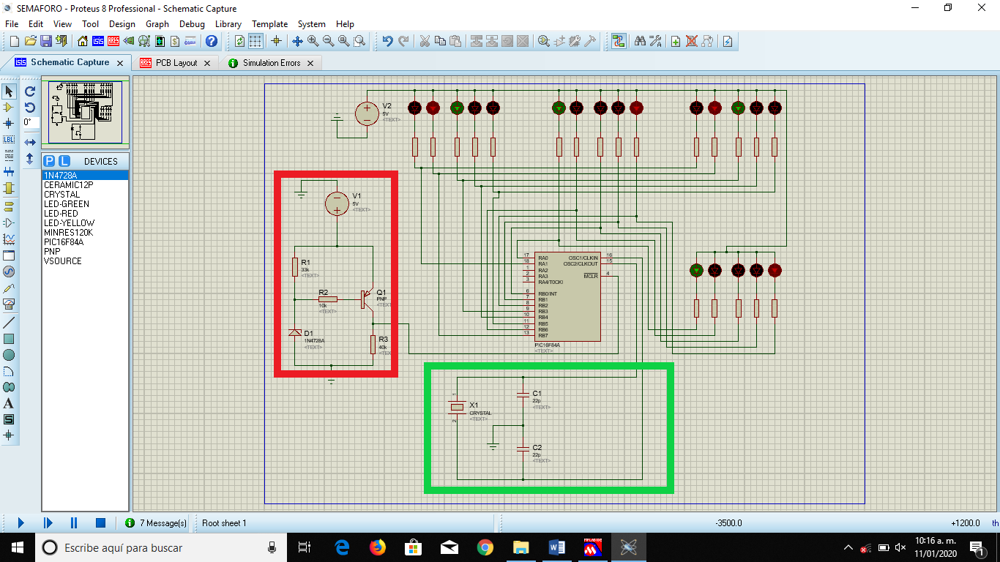 SEMAFORO - Proteus 8 Professional - Schematic Capture
File Edit View Tool Design Graph Debug Library Template System Help
Schematic Capture PCB Layout Simulation Errors
0°
LBL
P L DEVICES
1N4728A
CERAMIC12P
CRYSTAL
LED-GREEN
LED-RED
LED-YELLOW
MINRES120K
PIC16F84A
PNP
VSOURCE
A
S
V2
5V
<TEXT>
V1
5V
<TEXT>
R1
33k
<TEXT>
R2
10k
<TEXT>
Q1
PNP
D1
1N4728A
<TEXT>
R3
40k
17 RA0 OSC1/CLKIN 16
18 RA1 OSC2/CLKOUT 15
1 RA2
2 RA3 MCLR 4
3 RA4/T0CKI
6 RB0/INT
7 RB1
8 RB2
9 RB3
10 RB4
11 RB5
12 RB6
13 RB7
PIC16F84A
<TEXT>
X1
CRYSTAL
<TEXT>
1
2
C1
22p
<TEXT>
C2
22p
<TEXT>
7 Message(s) Root sheet 1 -3500.0 +1200.0 th
Escribe aquí para buscar
10:16 a. m.
11/01/2020
1